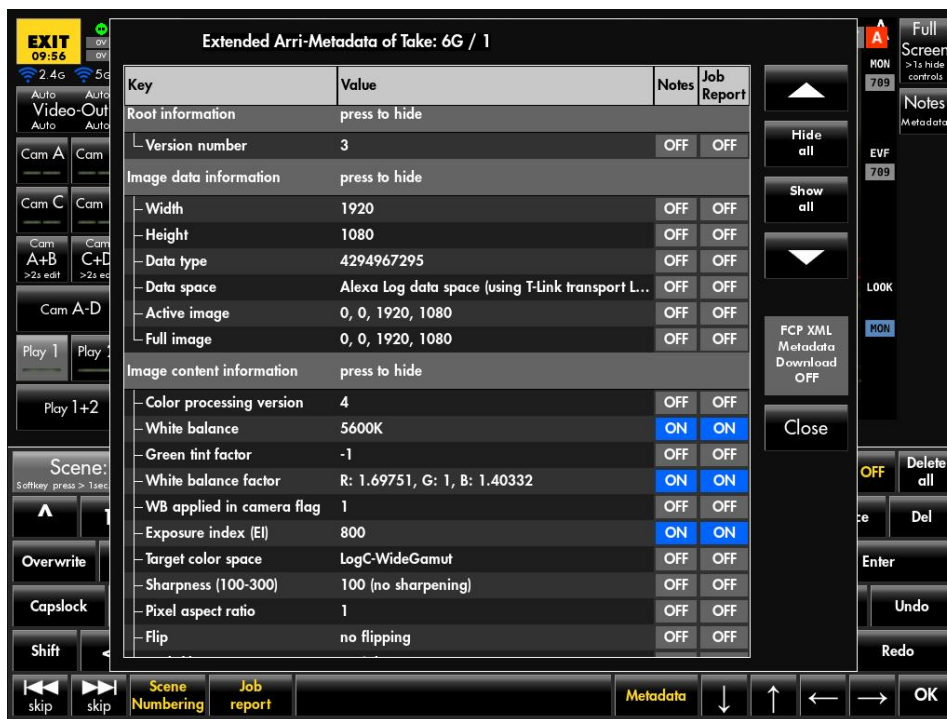 EXIT
09:56
OV
OV
2.4G 5G
Auto Auto
Video-Out
Auto Auto
Cam A Cam
Cam C Cam
Cam Cam
A+B C+D
>2s edit >2s ed
Cam A-D
Play 1 Play
Play 1+2
Scene:
Softkey press > 1sec
Extended Arri-Metadata of Take: 6G / 1
Key Value Notes Job Report
Root information press to hide
Version number 3 OFF OFF
Image data information press to hide
Width 1920 OFF OFF
Height 1080 OFF OFF
Data type 4294967295 OFF OFF
Data space Alexa Log data space (using T-Link transport L... OFF OFF
Active image 0, 0, 1920, 1080 OFF OFF
Full image 0, 0, 1920, 1080 OFF OFF
Image content information press to hide
Color processing version 4 OFF OFF
White balance 5600K ON ON
Green tint factor -1 OFF OFF
White balance factor R: 1.69751, G: 1, B: 1.40332 ON ON
WB applied in camera flag 1 OFF OFF
Exposure index (EI) 800 ON ON
Target color space LogC-WideGamut OFF OFF
Sharpness (100-300) 100 (no sharpening) OFF OFF
Pixel aspect ratio 1 OFF OFF
Flip no flipping OFF OFF
Hide
all
Show
all
FCP XML
Metadata
Download
OFF
Close
A
MON
709
EVF
709
LOOK
MON
Full
Screen
>1s hide
controls
Notes
Metadata
OFF
Delete
all
Del
Overwrite
Enter
Capslock
Undo
Shift <
Redo
skip skip
Scene
Numbering
Job
report
Metadata ↓ ↑ ← → OK